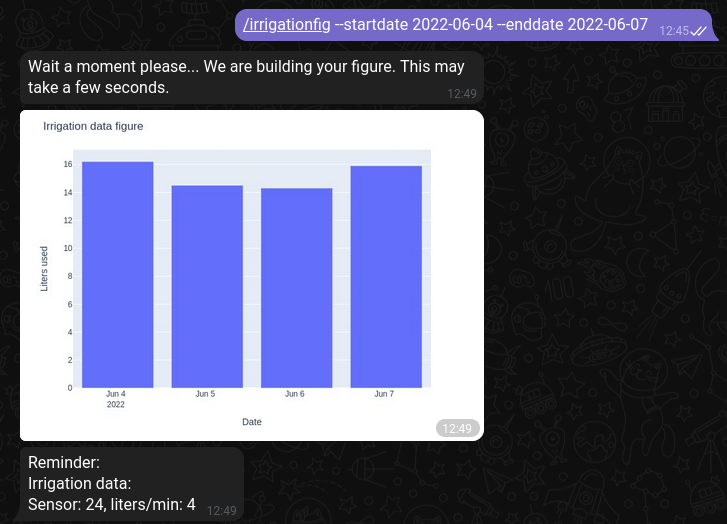 /irrigationfig --startdate 2022-06-04 --enddate 2022-06-07
12:45
Wait a moment please... We are building your figure. This may
take a few seconds.
12:49
Irrigation data figure
16
14
12
10
8
6
4
2
0
Liters used
Jun 4
2022
Jun 5
Jun 6
Jun 7
Date
12:49
Reminder:
Irrigation data:
Sensor: 24, liters/min: 4
12:49